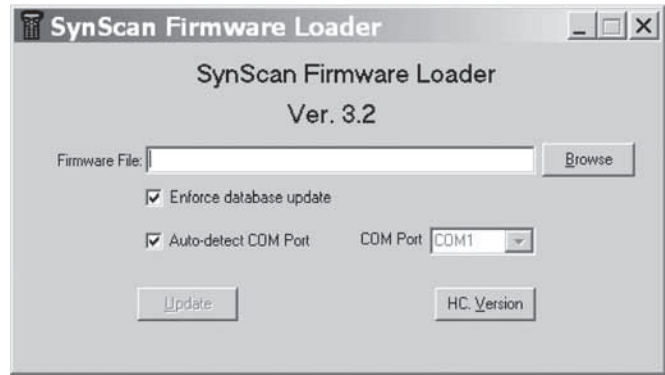 SynScan Firmware Loader
SynScan Firmware Loader
Ver. 3.2
Firmware File: Browse
Enforce database update
Auto-detect COM Port COM Port COM1
Update HC. Version